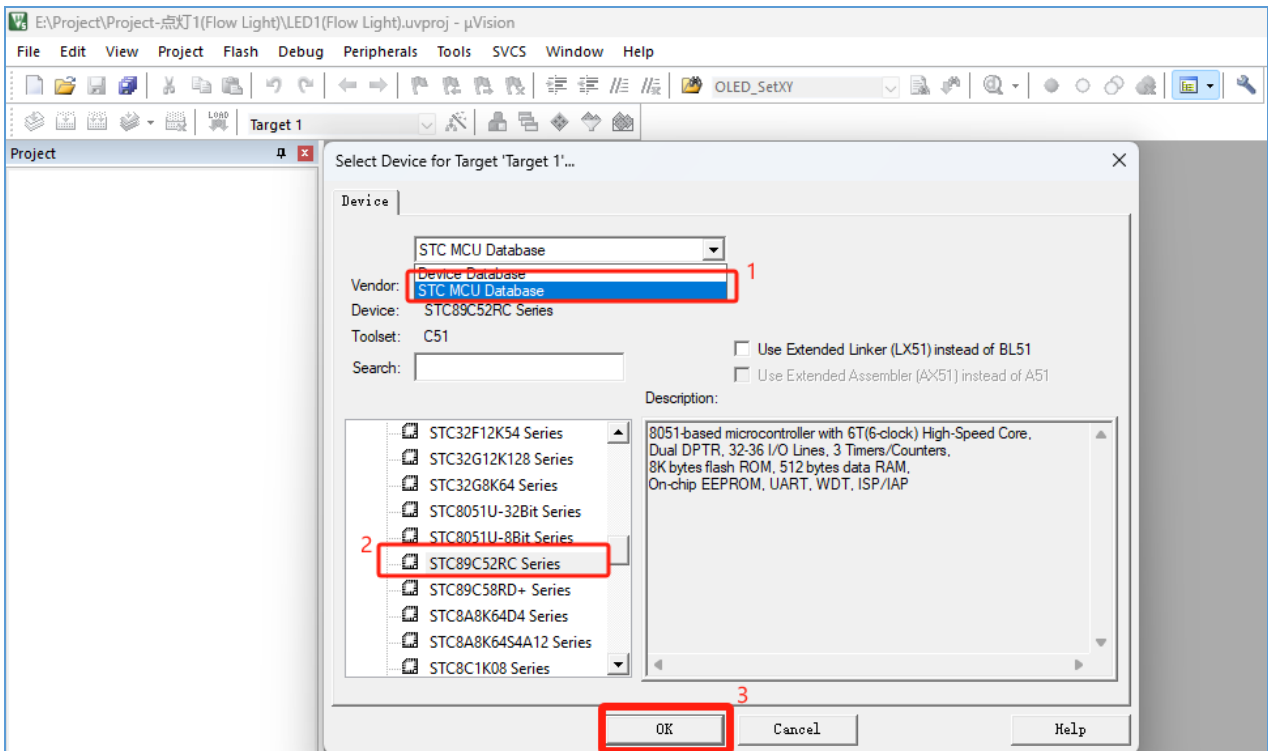 E:\Project\Project-点灯1(Flow Light)\LED1(Flow Light).uvproj - µVision
File Edit View Project Flash Debug Peripherals Tools SVCS Window Help
OLED_SetXY
LOAD
Target 1
Project
Select Device for Target 'Target 1'...
Device
STC MCU Database
Device Database
1
Vendor: STC MCU Database
Device: STC89C52RC Series
Toolset: C51
Search:
Use Extended Linker (LX51) instead of BL51
Use Extended Assembler (AX51) instead of A51
Description:
STC32F12K54 Series
STC32G12K128 Series
STC32G8K64 Series
STC8051U-32Bit Series
STC8051U-8Bit Series
2
STC89C52RC Series
STC89C58RD+ Series
STC8A8K64D4 Series
STC8A8K64S4A12 Series
STC8C1K08 Series
8051-based microcontroller with 6T(6-clock) High-Speed Core,
Dual DPTR, 32-36 I/O Lines, 3 Timers/Counters,
8K bytes flash ROM, 512 bytes data RAM,
On-chip EEPROM, UART, WDT, ISP/IAP
3
OK Cancel Help